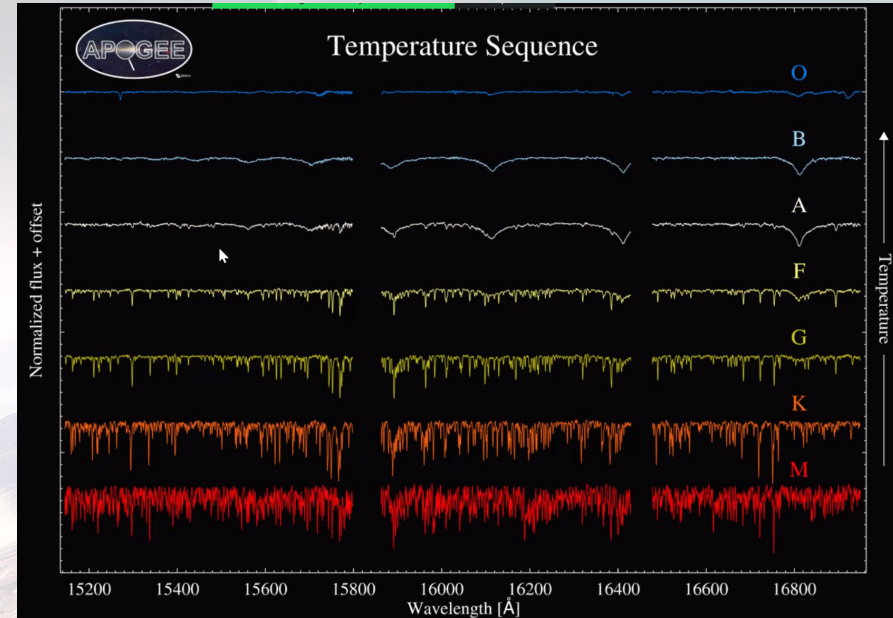 APOGEE
Temperature Sequence
O
B
A
F
G
K
M
Normalized flux + offset
Temperature
15200 15400 15600 15800 16000 16200 16400 16600 16800
Wavelength [Å]